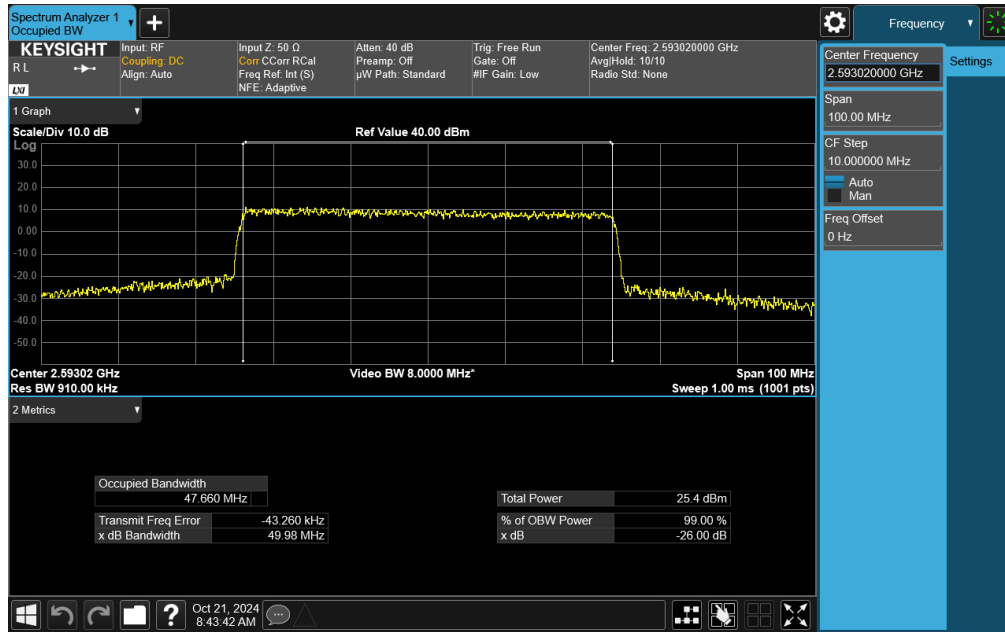 Spectrum Analyzer 1
Occupied BW
Frequency
KEYSIGHT
R L
LXI
Input: RF
Coupling: DC
Align: Auto
Input Z: 50 Ω
Corr CCorr RCal
Freq Ref: Int (S)
NFE: Adaptive
Atten: 40 dB
Preamp: Off
µW Path: Standard
Trig: Free Run
Gate: Off
#IF Gain: Low
Center Freq: 2.593020000 GHz
Avg|Hold: 10/10
Radio Std: None
Center Frequency
2.593020000 GHz
Settings
Span
100.00 MHz
CF Step
10.000000 MHz
Auto
Man
Freq Offset
0 Hz
1 Graph
Scale/Div 10.0 dB
Ref Value 40.00 dBm
Log
30.0
20.0
10.0
0.00
-10.0
-20.0
-30.0
-40.0
-50.0
Center 2.59302 GHz
Video BW 8.0000 MHz*
Span 100 MHz
Res BW 910.00 kHz
Sweep 1.00 ms (1001 pts)
2 Metrics
Occupied Bandwidth
47.660 MHz
Total Power 25.4 dBm
Transmit Freq Error -43.260 kHz
% of OBW Power 99.00 %
x dB Bandwidth 49.98 MHz
x dB -26.00 dB
?
Oct 21, 2024
8:43:42 AM